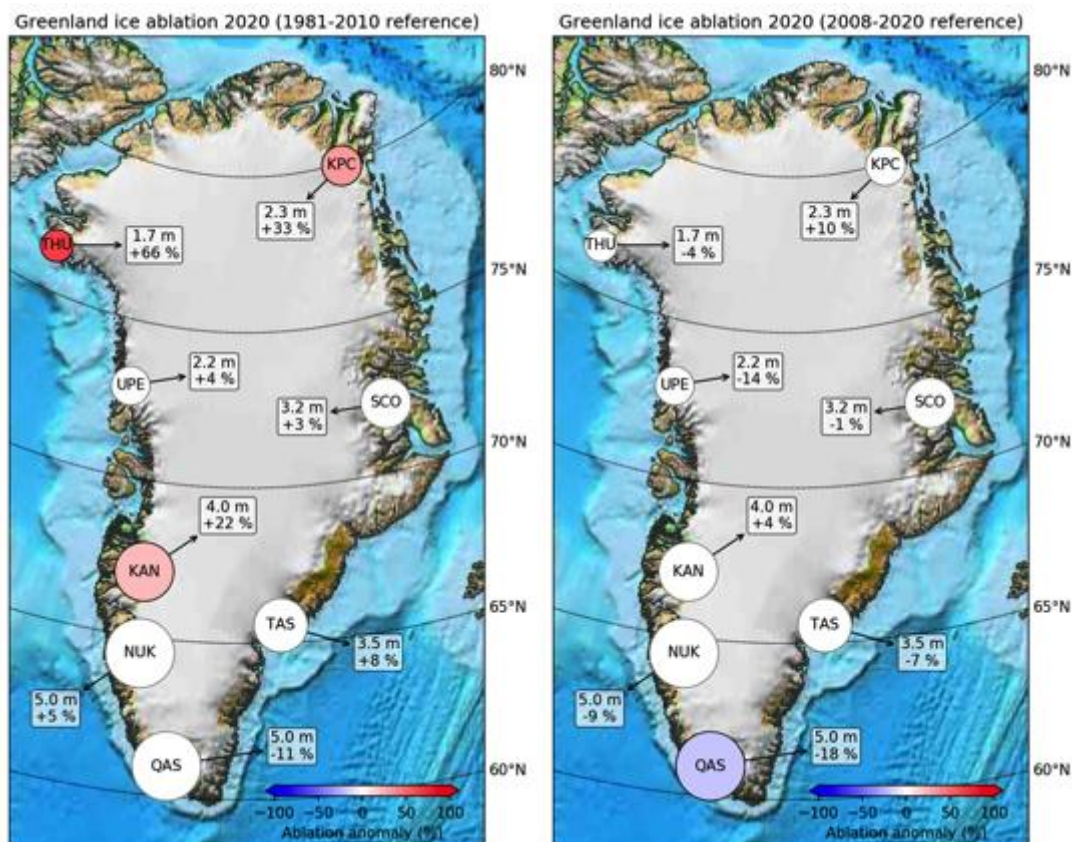 Greenland ice ablation 2020 (1981-2010 reference)
80°N
KPC
2.3 m
+33 %
THU
1.7 m
+66 %
75°N
UPE
2.2 m
+4 %
SCO
3.2 m
+3 %
70°N
4.0 m
+22 %
KAN
65°N
TAS
3.5 m
+8 %
NUK
5.0 m
+5 %
5.0 m
-11 %
QAS
60°N
−100 −50 0 50 100
Ablation anomaly (%)
Greenland ice ablation 2020 (2008-2020 reference)
80°N
KPC
2.3 m
+10 %
THU
1.7 m
-4 %
75°N
UPE
2.2 m
-14 %
SCO
3.2 m
-1 %
70°N
4.0 m
+4 %
KAN
65°N
TAS
3.5 m
-7 %
NUK
5.0 m
-9 %
5.0 m
-18 %
QAS
60°N
−100 −50 0 50 100
Ablation anomaly (%)